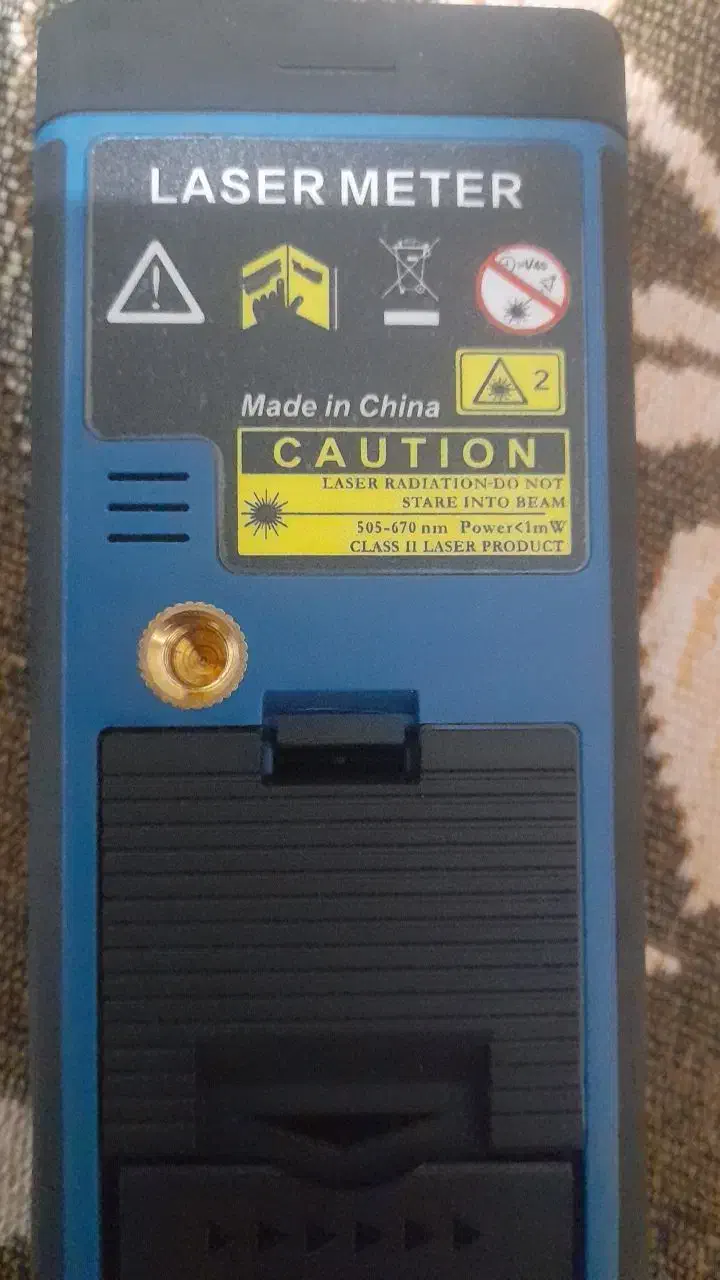 LASER METER
2
Made in China
CAUTION
LASER RADIATION-DO NOT
STARE INTO BEAM
505-670 nm Power<1mW
CLASS II LASER PRODUCT